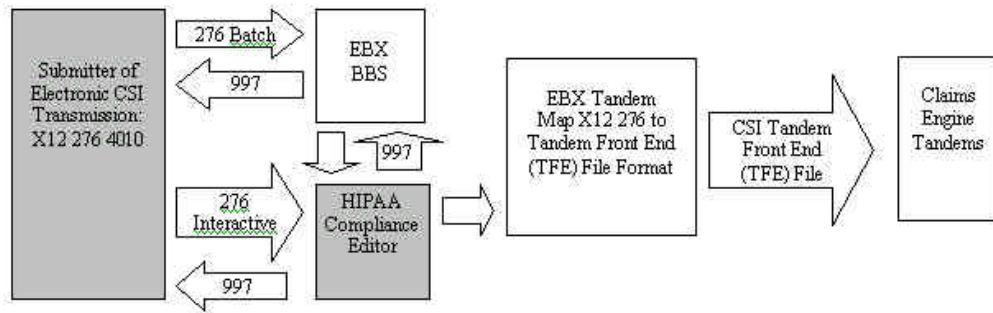 Submitter of
Electronic CSI
Transmission:
X12 276 4010
276 Batch
997
EBX
BBS
997
276
Interactive
997
HIPAA
Compliance
Editor
EBX Tandem
Map X12 276 to
Tandem Front End
(TFE) File Format
CSI Tandem
Front End
(TFE) File
Claims
Engine
Tandems